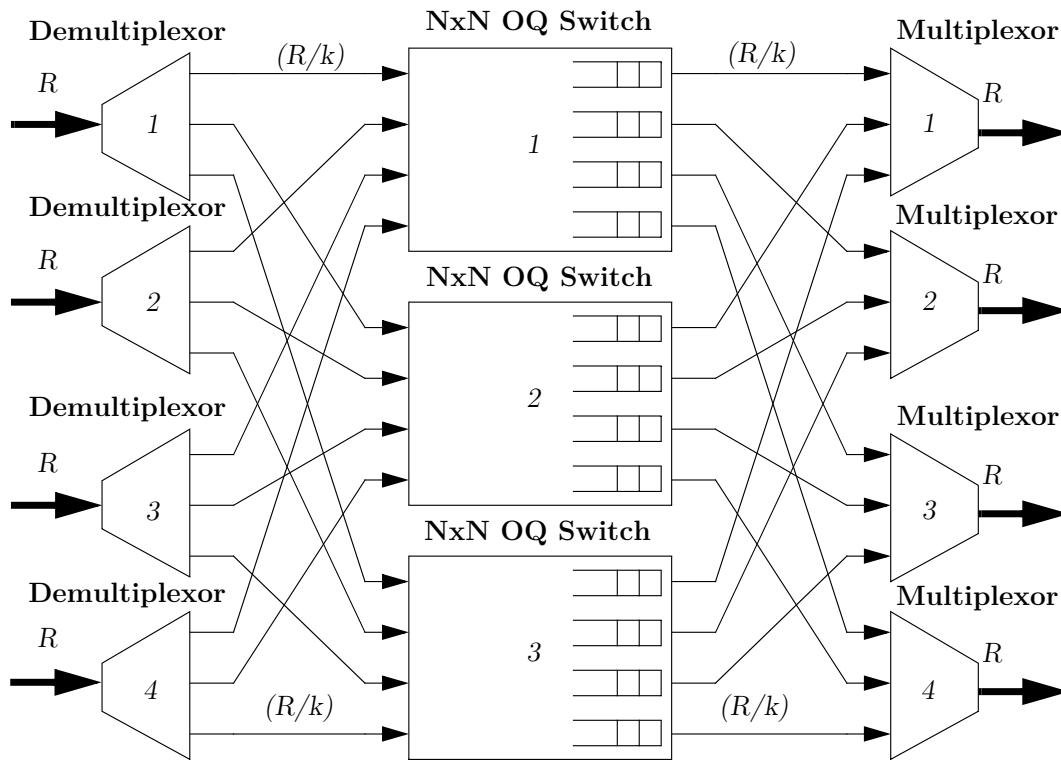 NxN OQ Switch
Demultiplexor
Multiplexor
(R/k)
(R/k)
R
R
1
1
1
Demultiplexor
Multiplexor
R
R
NxN OQ Switch
2
2
2
Demultiplexor
Multiplexor
R
R
3
3
NxN OQ Switch
Demultiplexor
Multiplexor
R
R
3
4
4
(R/k)
(R/k)